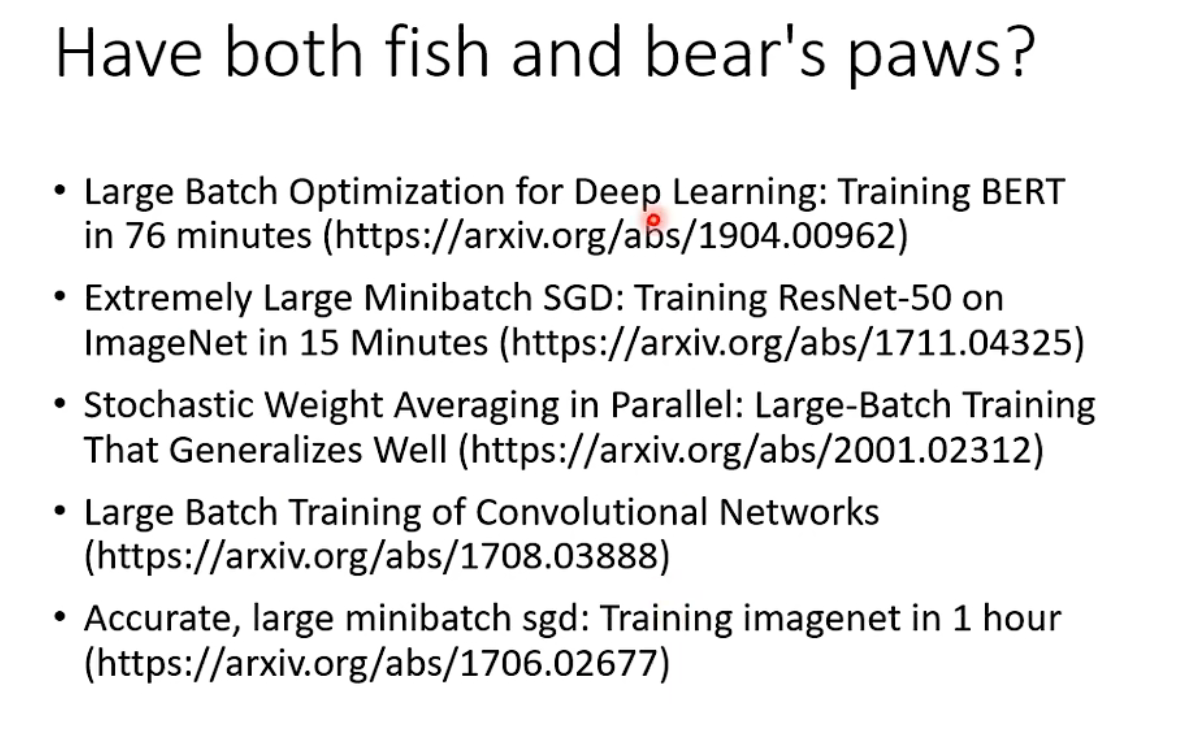 Have both fish and bear's paws?
• Large Batch Optimization for Deep Learning: Training BERT
in 76 minutes (https://arxiv.org/abs/1904.00962)
• Extremely Large Minibatch SGD: Training ResNet-50 on
ImageNet in 15 Minutes (https://arxiv.org/abs/1711.04325)
• Stochastic Weight Averaging in Parallel: Large-Batch Training
That Generalizes Well (https://arxiv.org/abs/2001.02312)
• Large Batch Training of Convolutional Networks
(https://arxiv.org/abs/1708.03888)
• Accurate, large minibatch sgd: Training imagenet in 1 hour
(https://arxiv.org/abs/1706.02677)